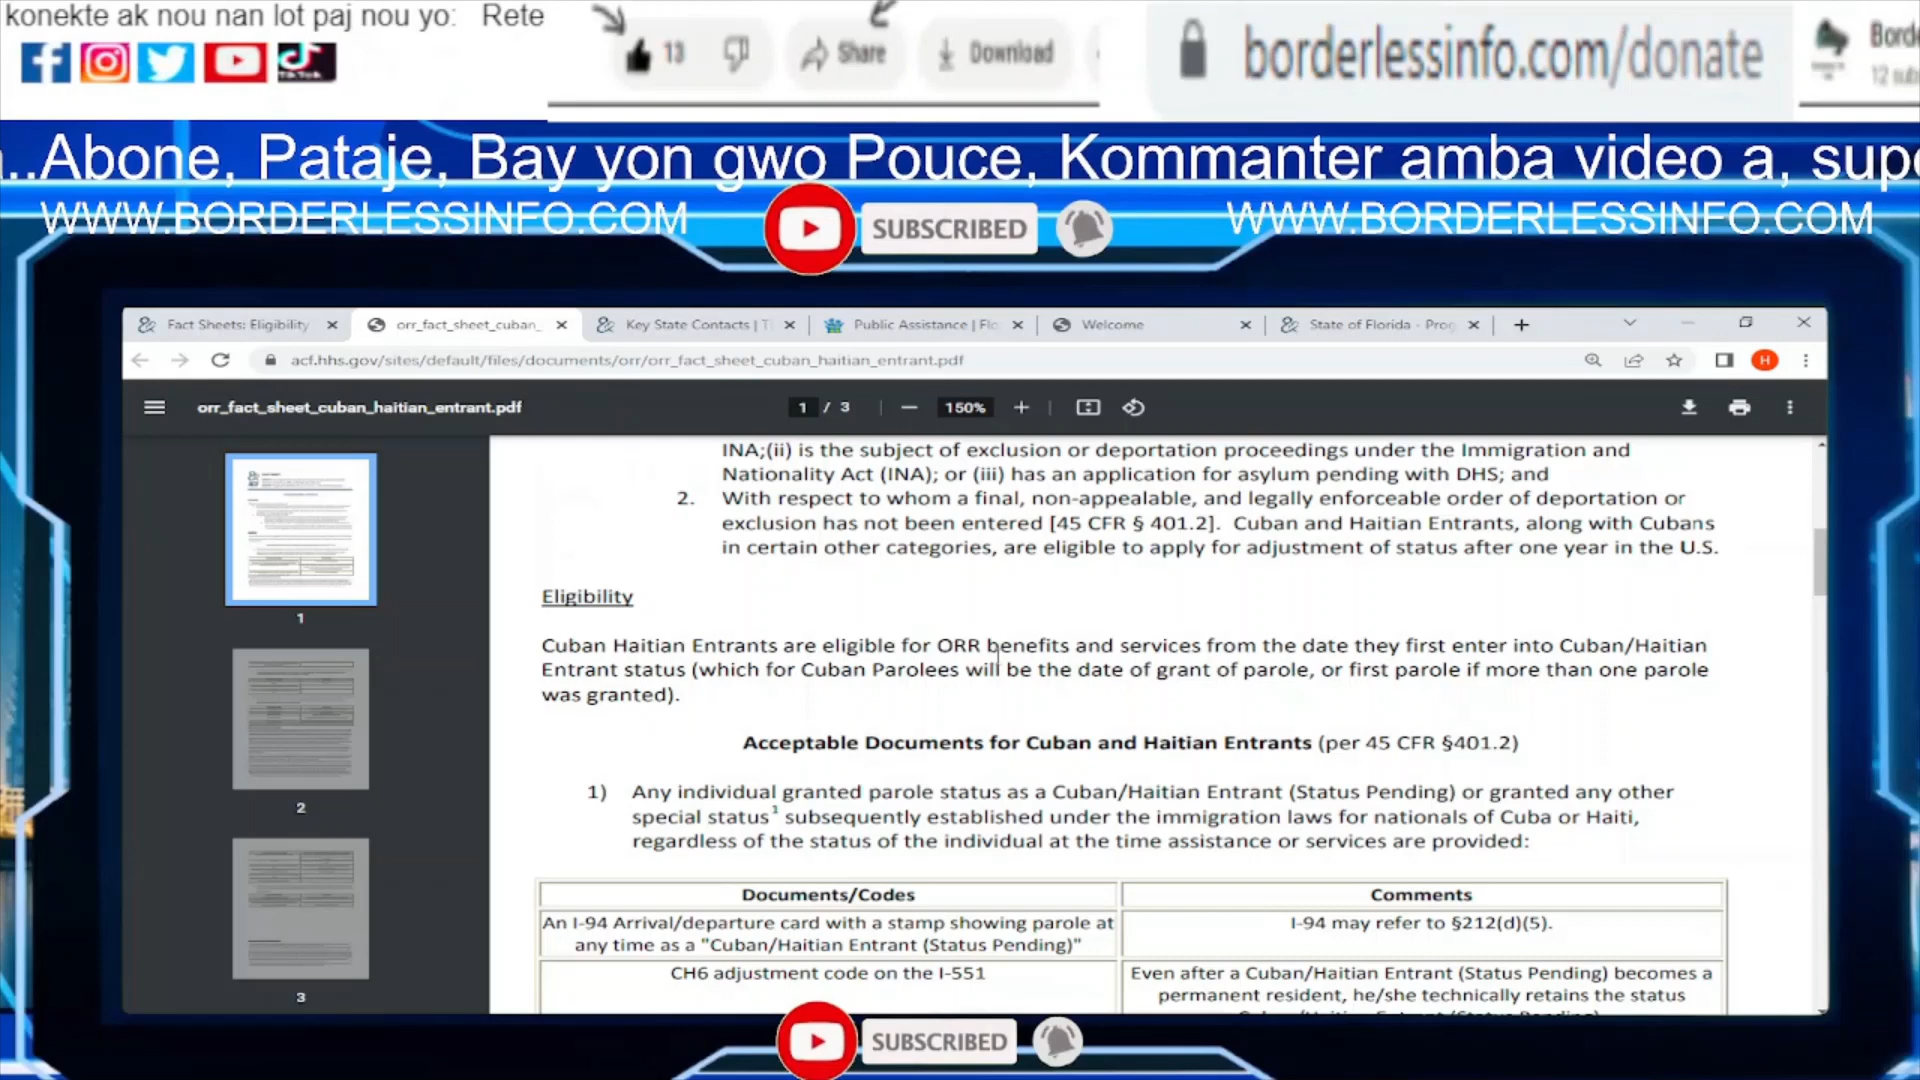 konekte ak nou nan lot paj nou yo: Rete
13 Share Download
borderlessinfo.com/donate
Borde
12 sub
..Abone, Pataje, Bay yon gwo Pouce, Kommanter amba video a, supo
WWW.BORDERLESSINFO.COM
SUBSCRIBED
WWW.BORDERLESSINFO.COM
Fact Sheets: Eligibility
orr_fact_sheet_cuban_
Key State Contacts | T
Public Assistance | Flo
Welcome
State of Florida - Prog
acf.hhs.gov/sites/default/files/documents/orr/orr_fact_sheet_cuban_haitian_entrant.pdf
H
orr_fact_sheet_cuban_haitian_entrant.pdf
1 / 3
150%
INA;(ii) is the subject of exclusion or deportation proceedings under the Immigration and
Nationality Act (INA); or (iii) has an application for asylum pending with DHS; and
2. With respect to whom a final, non-appealable, and legally enforceable order of deportation or
exclusion has not been entered [45 CFR § 401.2]. Cuban and Haitian Entrants, along with Cubans
in certain other categories, are eligible to apply for adjustment of status after one year in the U.S.
Eligibility
Cuban Haitian Entrants are eligible for ORR benefits and services from the date they first enter into Cuban/Haitian
Entrant status (which for Cuban Parolees will be the date of grant of parole, or first parole if more than one parole
was granted).
Acceptable Documents for Cuban and Haitian Entrants (per 45 CFR §401.2)
1) Any individual granted parole status as a Cuban/Haitian Entrant (Status Pending) or granted any other
special status1 subsequently established under the immigration laws for nationals of Cuba or Haiti,
regardless of the status of the individual at the time assistance or services are provided:
Documents/Codes
Comments
An I-94 Arrival/departure card with a stamp showing parole at
any time as a "Cuban/Haitian Entrant (Status Pending)"
I-94 may refer to §212(d)(5).
CH6 adjustment code on the I-551
Even after a Cuban/Haitian Entrant (Status Pending) becomes a
permanent resident, he/she technically retains the status
1
2
3
SUBSCRIBED